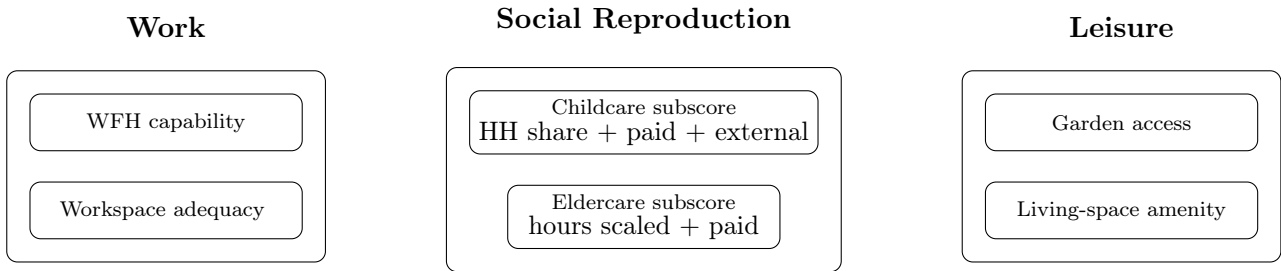 Work
WFH capability
Workspace adequacy
Social Reproduction
Childcare subscore
HH share + paid + external
Eldercare subscore
hours scaled + paid
Leisure
Garden access
Living-space amenity